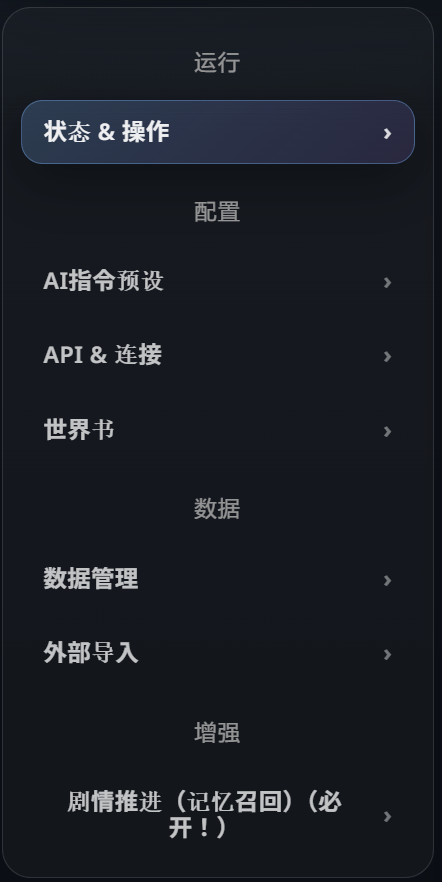 运行
状态 & 操作
配置
AI指令预设
API & 连接
世界书
数据
数据管理
外部导入
增强
剧情推进（记忆召回）（必
开！）